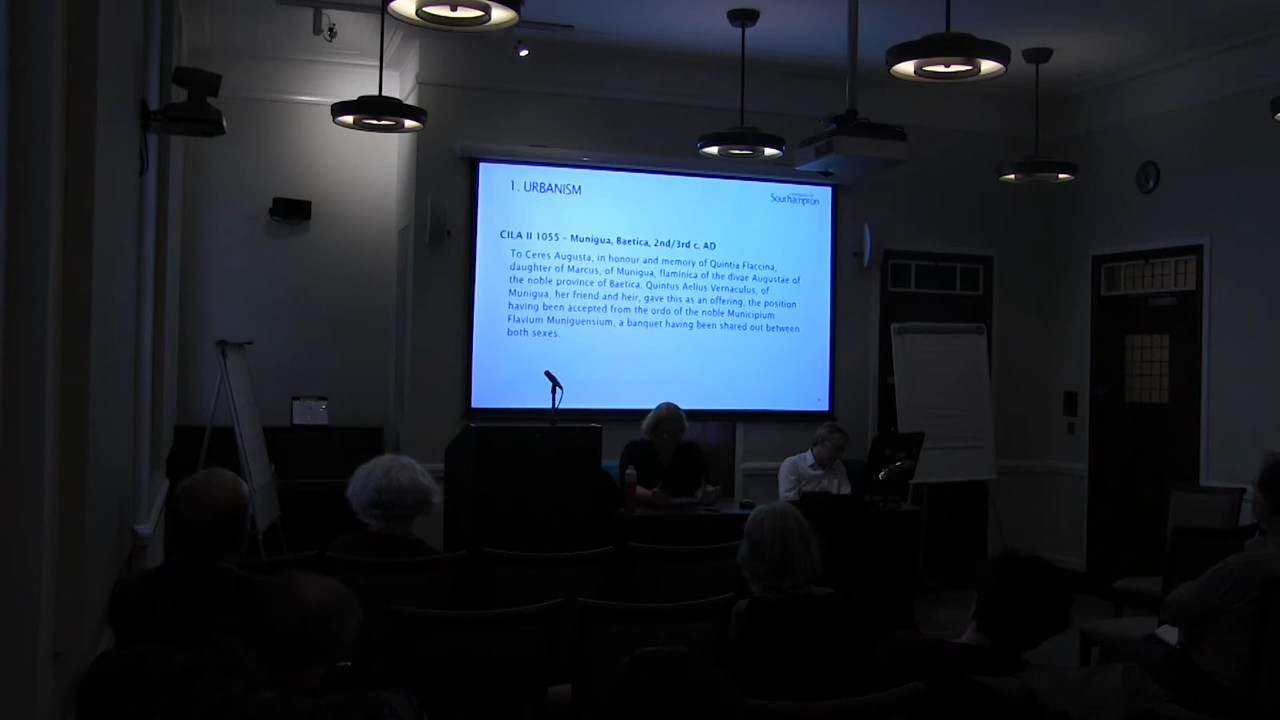 1. URBANISM
UNIVERSITY OF
Southampton
CILA II 1055 – Munigua, Baetica, 2nd/3rd c. AD
To Ceres Augusta, in honour and memory of Quintia Flaccina,
daughter of Marcus, of Munigua, flaminica of the divae Augustae of
the noble province of Baetica. Quintus Aelius Vernaculus, of
Munigua, her friend and heir, gave this as an offering, the position
having been accepted from the ordo of the noble Municipium
Flavium Muniguensium, a banquet having been shared out between
both sexes.